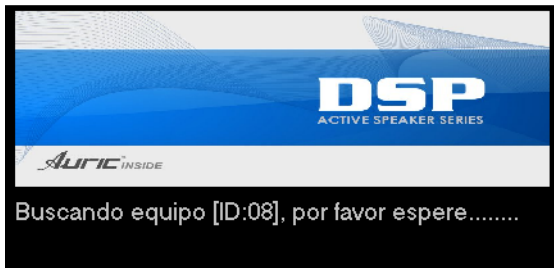 DSP
ACTIVE SPEAKER SERIES
AURIC INSIDE
Buscando equipo [ID:08], por favor espere........